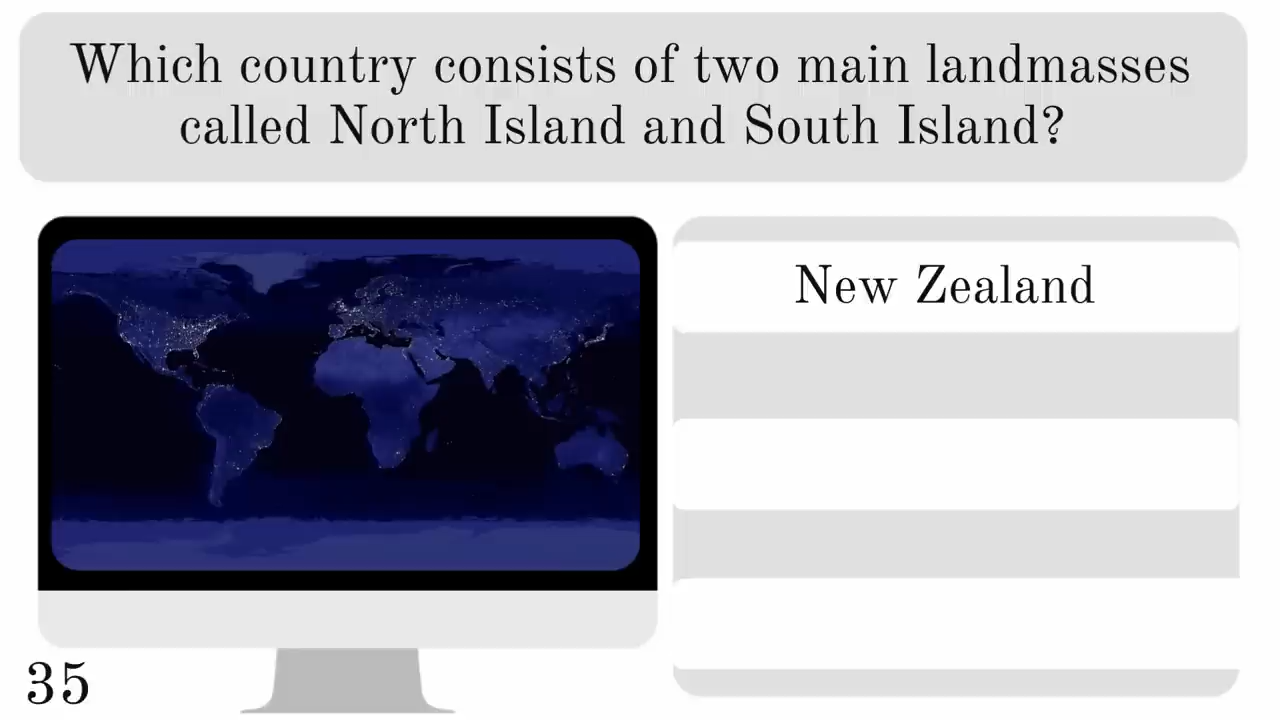 Which country consists of two main landmasses
called North Island and South Island?
New Zealand
35